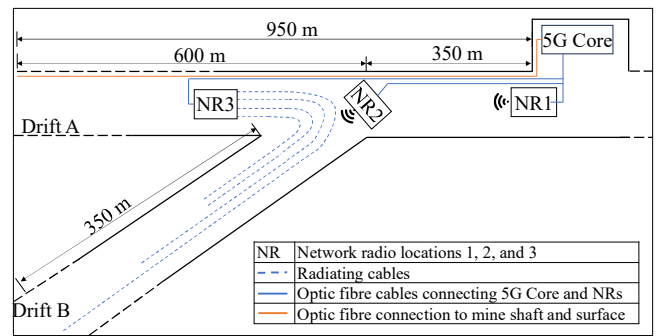 950 m
5G Core
600 m
350 m
NR3
NR2
NR1
Drift A
350 m
Drift B
NR Network radio locations 1, 2, and 3
Radiating cables
Optic fibre cables connecting 5G Core and NRs
Optic fibre connection to mine shaft and surface